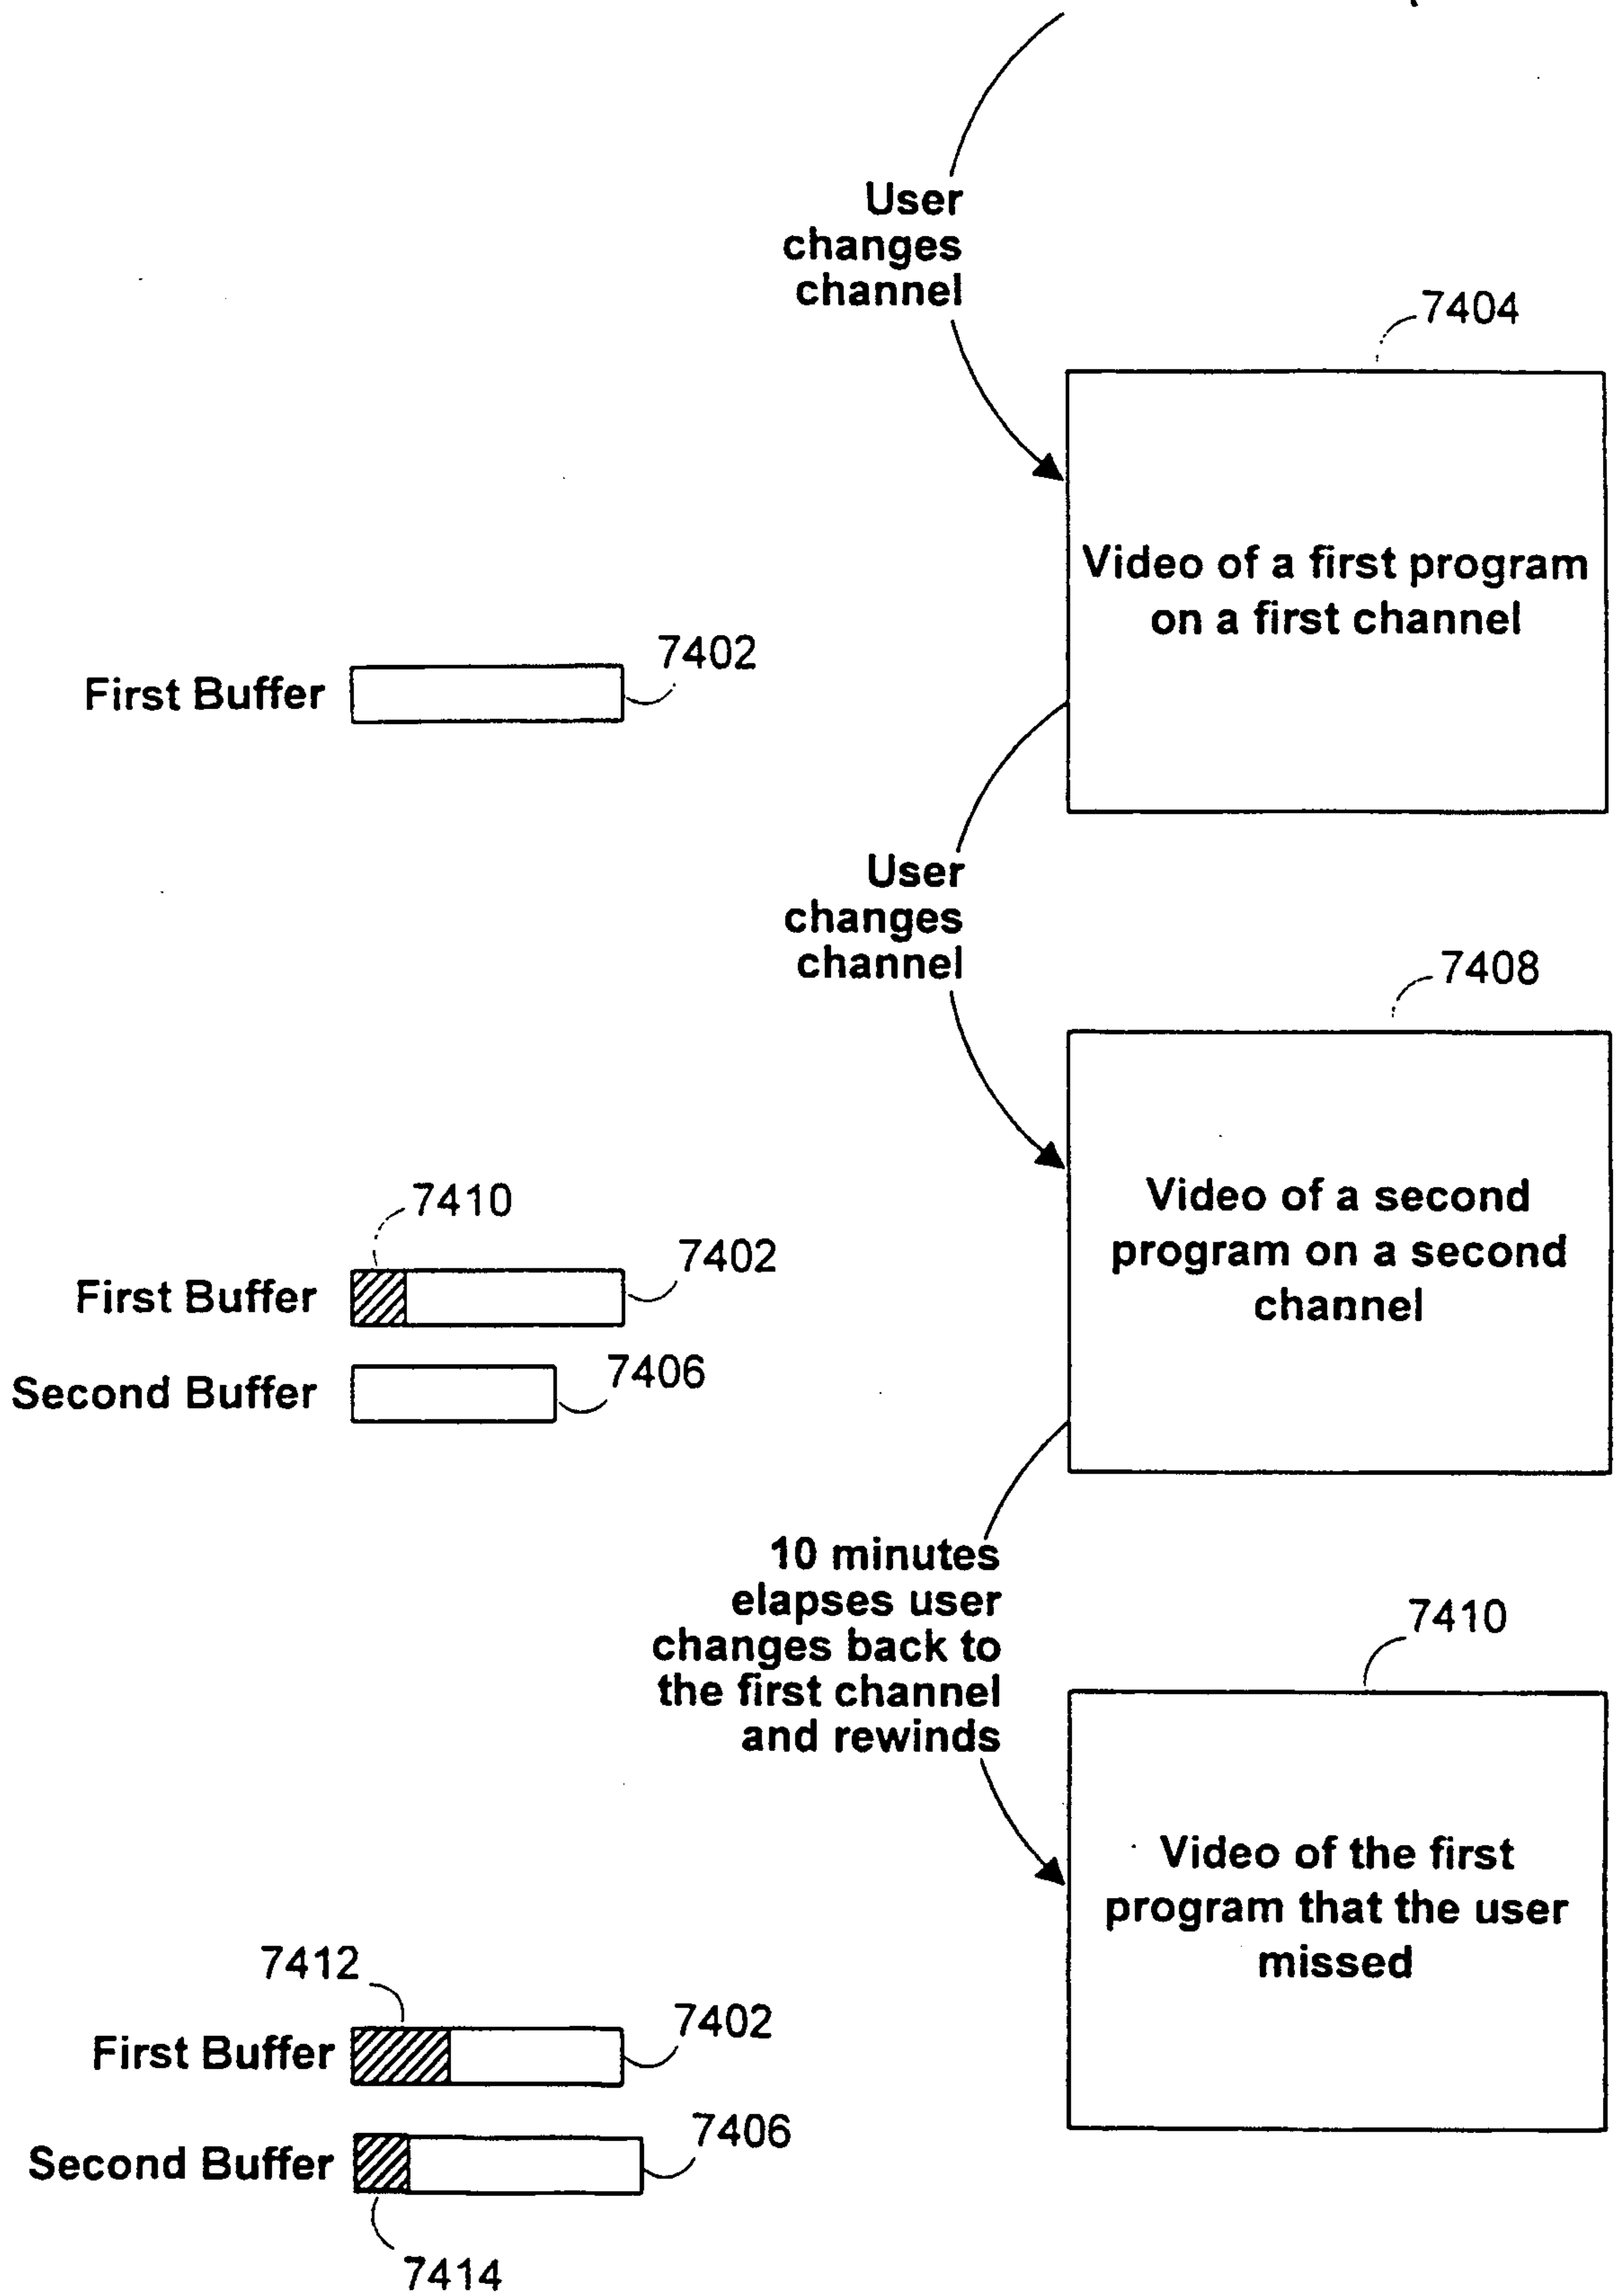 User
changes
channel
7404
Video of a first program
on a first channel
7402
First Buffer
User
changes
channel
7408
Video of a second
program on a second
channel
7410
7402
First Buffer
7406
Second Buffer
10 minutes
elapses user
changes back to
the first channel
and rewinds
7410
Video of the first
program that the user
missed
7412
7402
First Buffer
7406
Second Buffer
7414